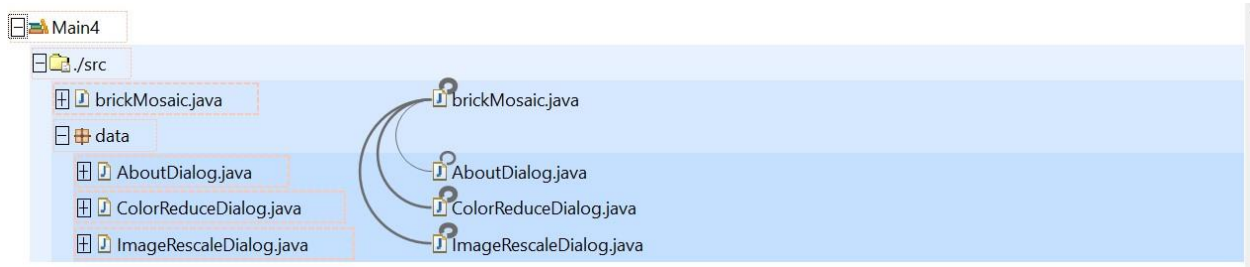 Main4
./src
brickMosaic.java brickMosaic.java
data
AboutDialog.java AboutDialog.java
ColorReduceDialog.java ColorReduceDialog.java
ImageRescaleDialog.java ImageRescaleDialog.java